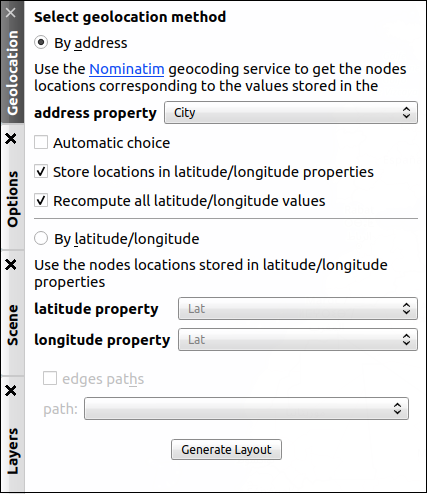 Geolocation
Options
Scene
Layers
Select geolocation method
By address
Use the Nominatim geocoding service to get the nodes
locations corresponding to the values stored in the
address property City
Automatic choice
Store locations in latitude/longitude properties
Recompute all latitude/longitude values
By latitude/longitude
Use the nodes locations stored in latitude/longitude
properties
latitude property Lat
longitude property Lat
edges paths
path:
Generate Layout